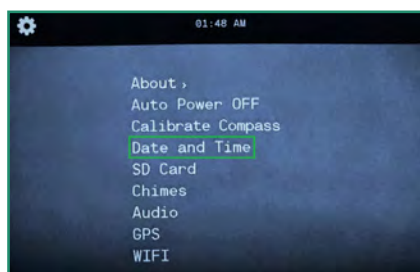 01:48 AM
About ›
Auto Power OFF
Calibrate Compass
Date and Time
SD Card
Chimes
Audio
GPS
WIFI